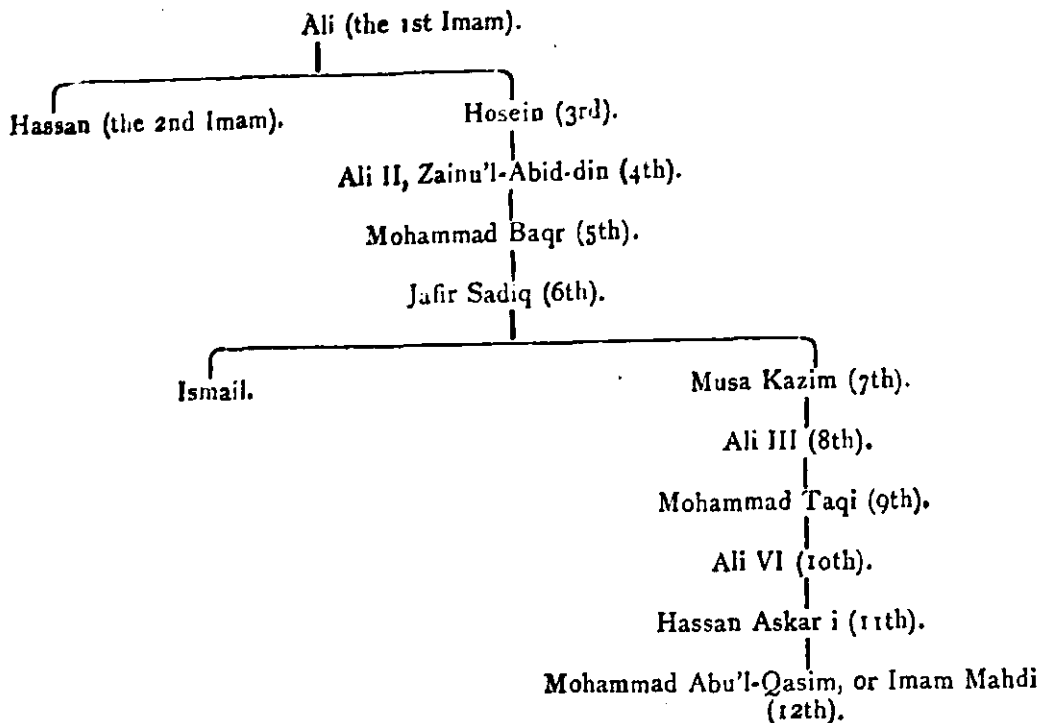 Ali (the 1st Imam).
Hassan (the 2nd Imam).
Hosein (3rd).
Ali II, Zainu'l-Abid-din (4th).
Mohammad Baqr (5th).
Jafir Sadiq (6th).
Ismail.
Musa Kazim (7th).
Ali III (8th).
Mohammad Taqi (9th).
Ali VI (10th).
Hassan Askar i (11th).
Mohammad Abu'l-Qasim, or Imam Mahdi
(12th).